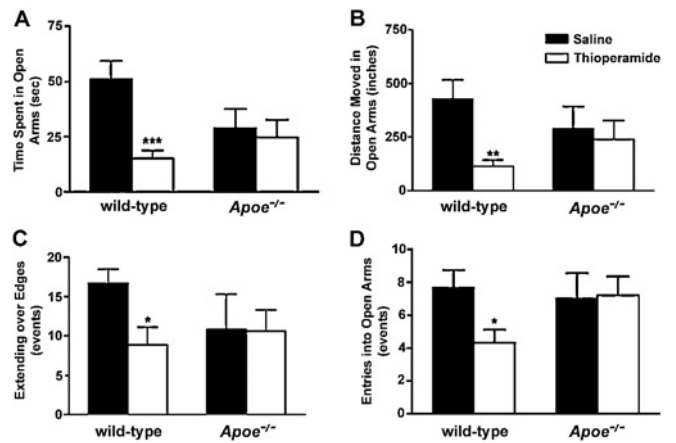 A
Time Spent in Open
Arms (sec)
75
50
25
0
***
wild-type
Apoe⁻/⁻
B
Saline
Thioperamide
Distance Moved in
Open Arms (inches)
750
500
250
0
**
wild-type
Apoe⁻/⁻
C
Extending over Edges
(events)
20
15
10
5
0
*
wild-type
Apoe⁻/⁻
D
Entries into Open Arms
(events)
10
8
6
4
2
0
*
wild-type
Apoe⁻/⁻